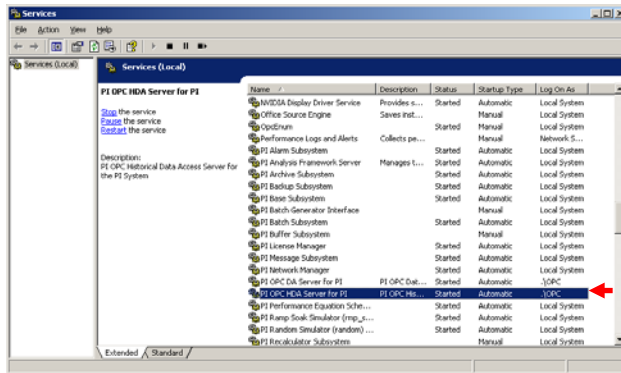 Services
File Action View Help
Services (Local)
Services (Local)
PI OPC HDA Server for PI
Stop the service
Pause the service
Restart the service
Description:
PI OPC Historical Data Access Server for
the PI System
Name Description Status Startup Type Log On As
NVIDIA Display Driver Service Provides s... Started Automatic Local System
Office Source Engine Saves inst... Manual Local System
OpcEnum Started Manual Local System
Performance Logs and Alerts Collects pe... Manual Network S...
PI Alarm Subsystem Started Automatic Local System
PI Analysis Framework Server Manages t... Started Automatic Local System
PI Archive Subsystem Started Automatic Local System
PI Backup Subsystem Started Automatic Local System
PI Base Subsystem Started Automatic Local System
PI Batch Generator Interface Manual Local System
PI Batch Subsystem Started Automatic Local System
PI Buffer Subsystem Manual Local System
PI License Manager Started Automatic Local System
PI Message Subsystem Started Automatic Local System
PI Network Manager Started Automatic Local System
PI OPC DA Server for PI PI OPC Dat... Started Automatic .\OPC
PI OPC HDA Server for PI PI OPC His... Started Automatic .\OPC
PI Performance Equation Sche... Started Automatic Local System
PI Ramp Soak Simulator (rmp_s... Started Automatic Local System
PI Random Simulator (random) ... Started Automatic Local System
PI Recalculator Subsystem Manual Local System
Extended Standard